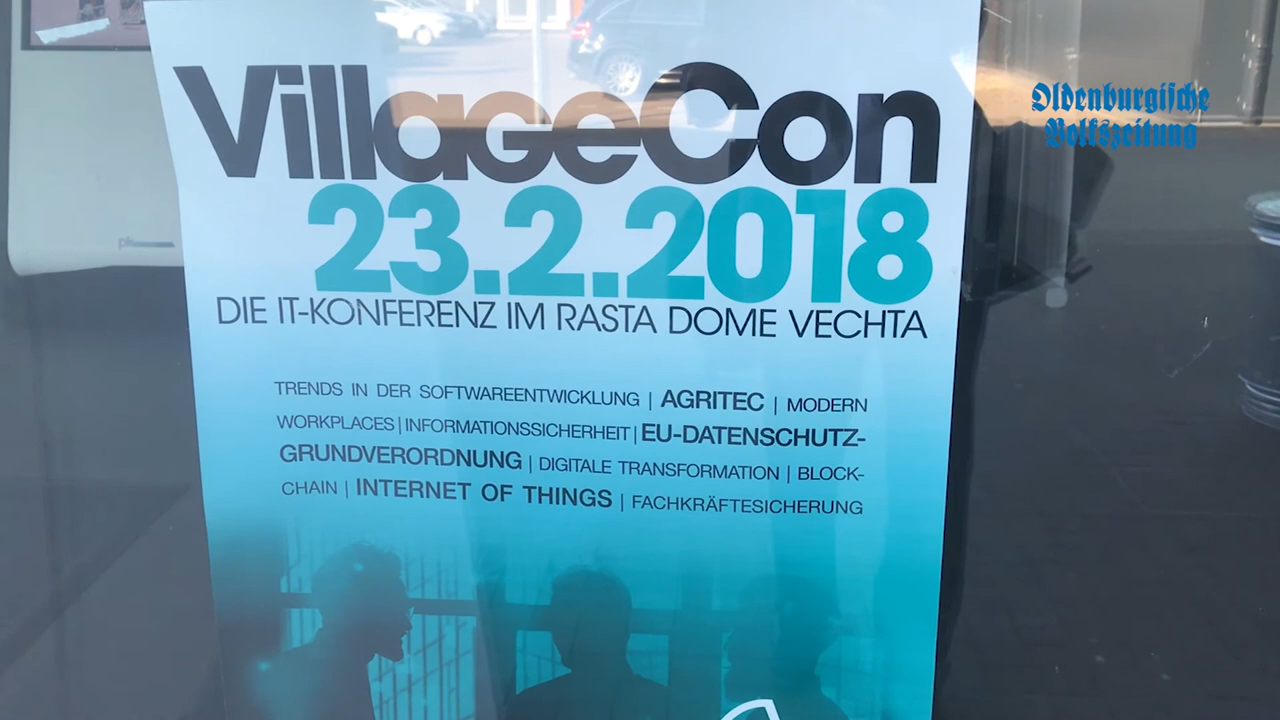 VillageCon
23.2.2018
DIE IT-KONFERENZ IM RASTA DOME VECHTA
TRENDS IN DER SOFTWAREENTWICKLUNG | AGRITEC | MODERN
WORKPLACES | INFORMATIONSSICHERHEIT | EU-DATENSCHUTZ-
GRUNDVERORDNUNG | DIGITALE TRANSFORMATION | BLOCK-
CHAIN | INTERNET OF THINGS | FACHKRÄFTESICHERUNG
Oldenburgische
Volkszeitung